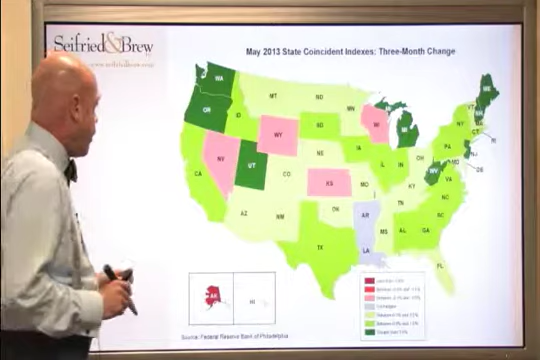 Seifried&Brew
May 2013 State Coincident Indexes: Three-Month Change
WA
MT
ND
MN
ME
OR
ID
SD
WI
MI
VT
NY
CT
RI
WY
IA
PA
NJ
NE
IL
IN
OH
MD
DE
NV
UT
CO
WV
VA
CA
KS
MO
KY
NC
AZ
NM
OK
AR
TN
SC
MS
AL
GA
TX
LA
FL
AK
HI
Source: Federal Reserve Bank of Philadelphia